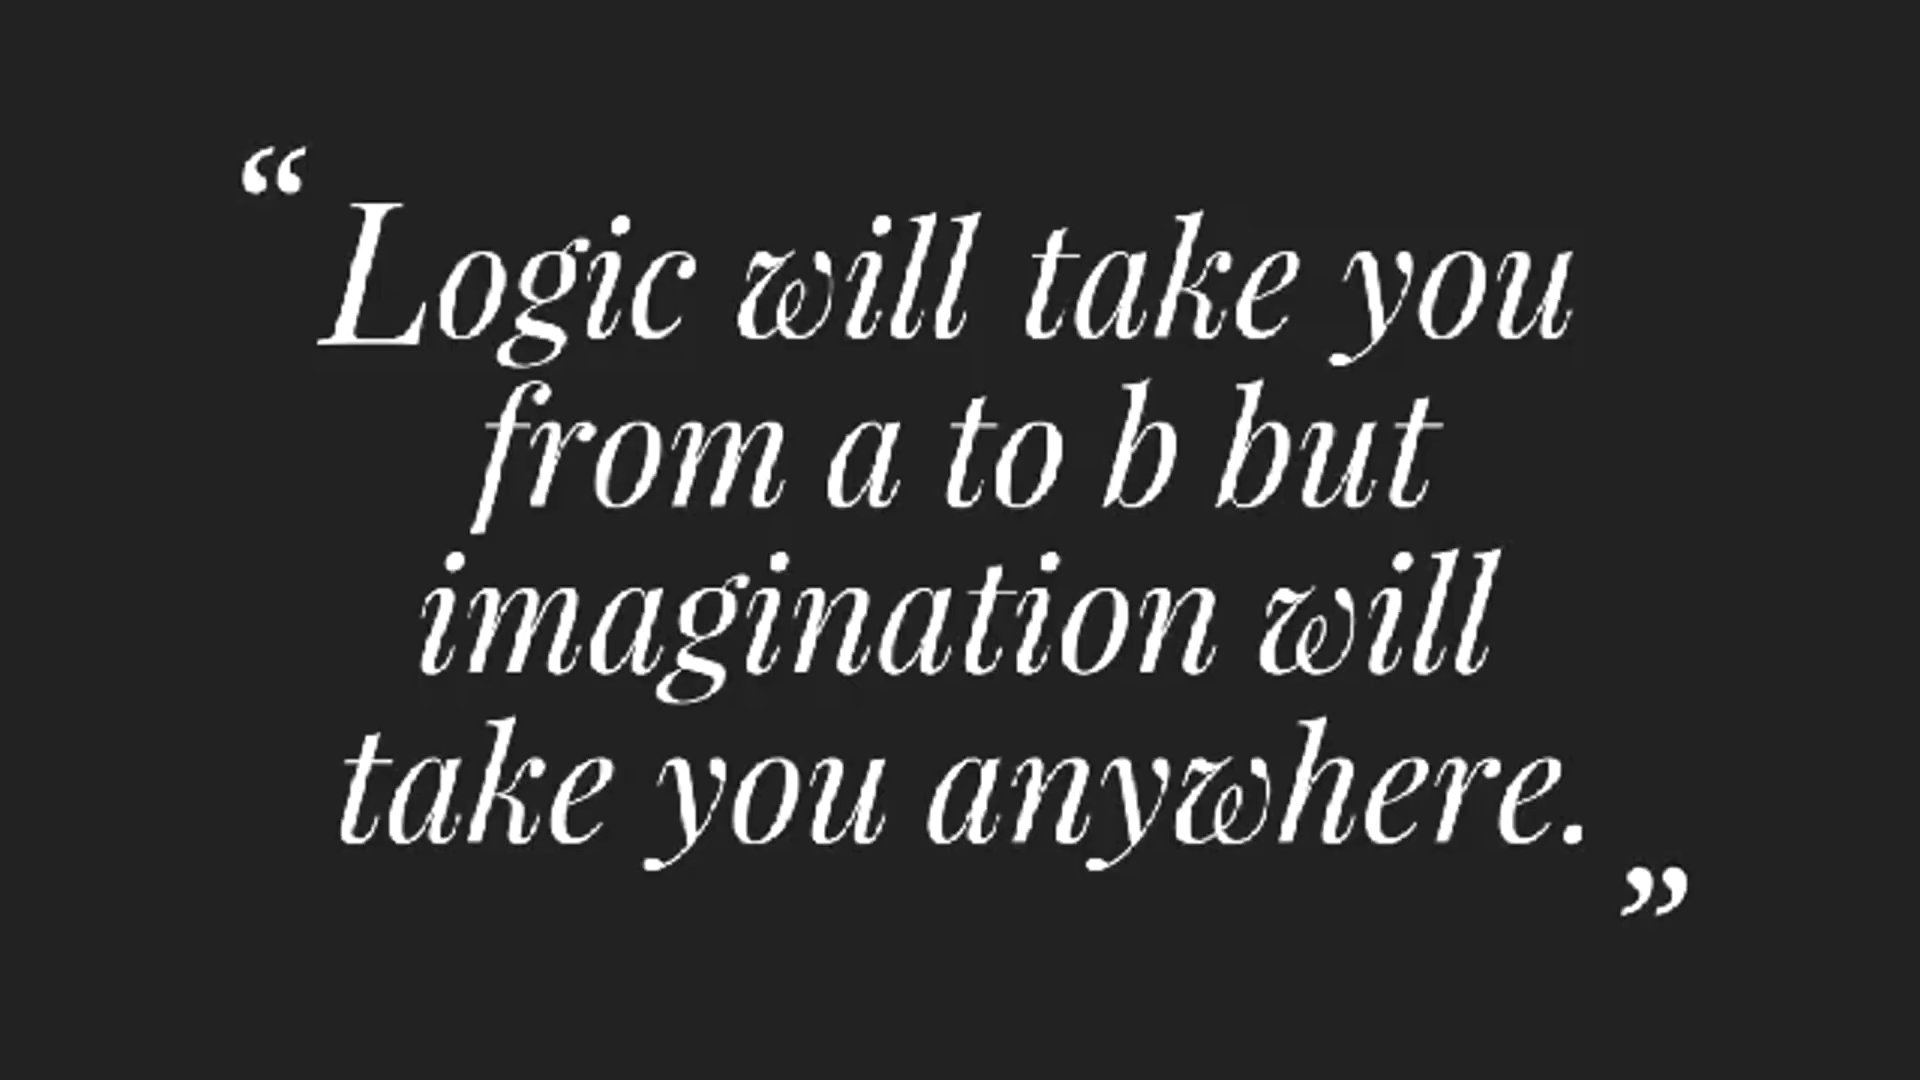 “Logic will take you
from a to b but
imagination will
take you anywhere.”